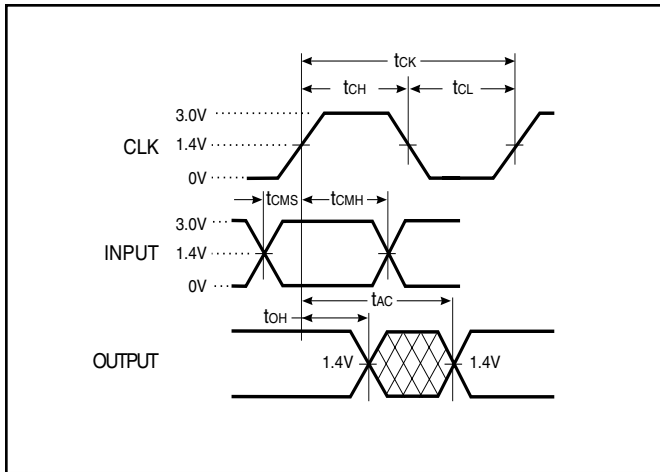 tCK
tCH tCL
3.0V
CLK 1.4V
0V
tCMS tCMH
3.0V
INPUT 1.4V
0V
tAC
tOH
OUTPUT 1.4V 1.4V